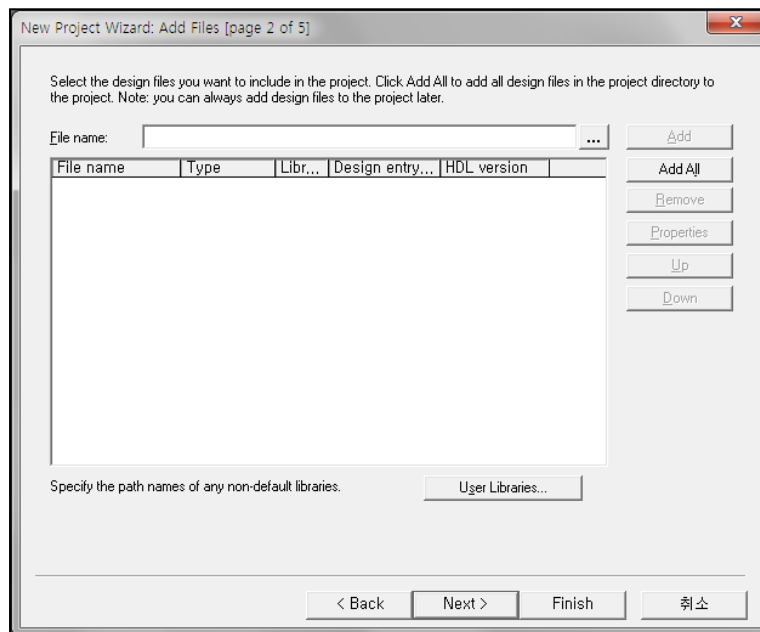 New Project Wizard: Add Files [page 2 of 5]
x
Select the design files you want to include in the project. Click Add All to add all design files in the project directory to
the project. Note: you can always add design files to the project later.
File name: ... Add
File name Type Libr... Design entry... HDL version Add All
Remove
Properties
Up
Down
Specify the path names of any non-default libraries. User Libraries...
< Back Next > Finish 취소